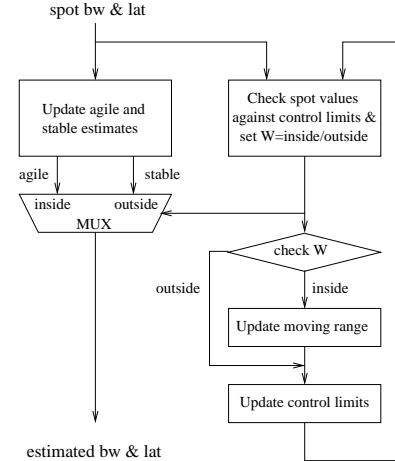 spot bw & lat
Update agile and
stable estimates
Check spot values
against control limits &
set W=inside/outside
agile
stable
inside
outside
MUX
check W
outside
inside
Update moving range
Update control limits
estimated bw & lat